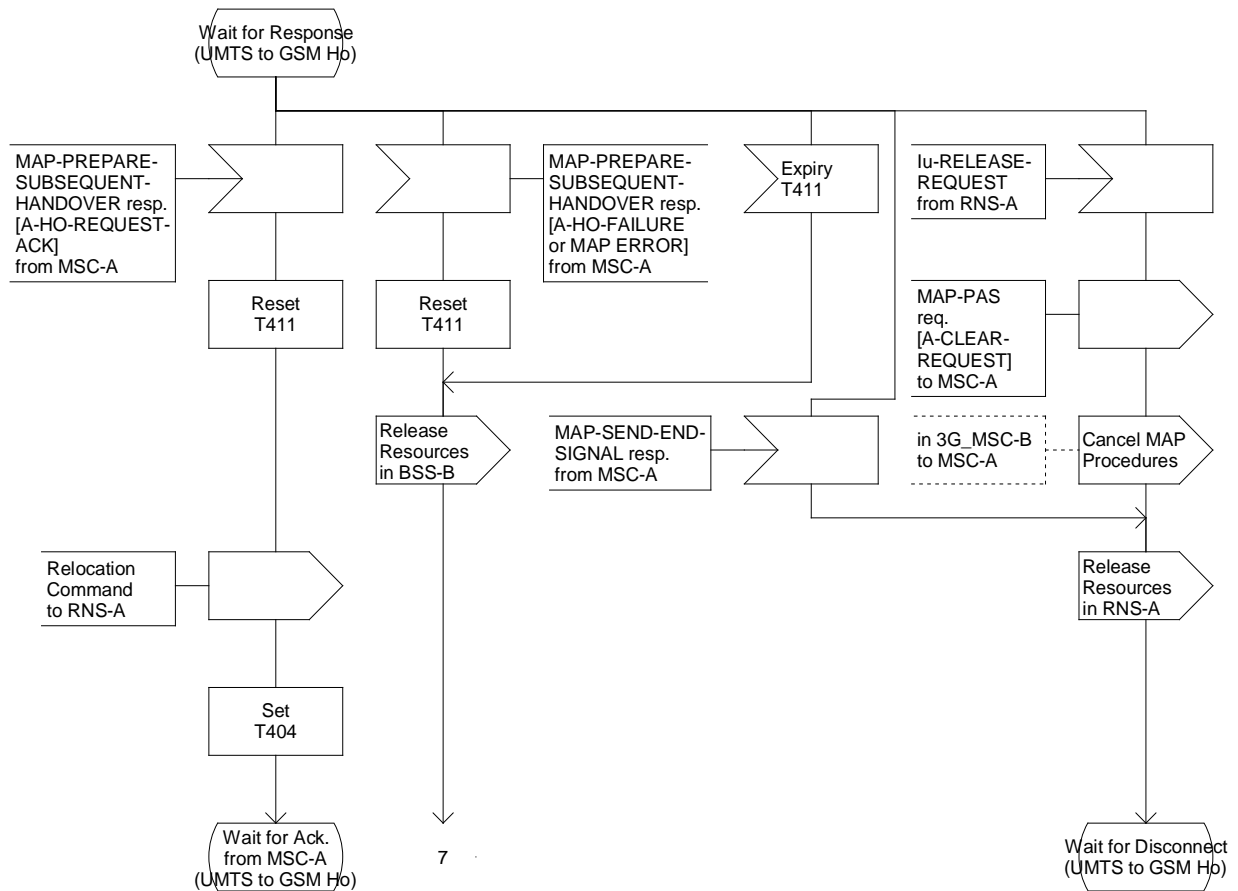 Wait for Response
(UMTS to GSM Ho)
MAP-PREPARE-
SUBSEQUENT-
HANDOVER resp.
[A-HO-REQUEST-
ACK]
from MSC-A
MAP-PREPARE-
SUBSEQUENT-
HANDOVER resp.
[A-HO-FAILURE
or MAP ERROR]
from MSC-A
Expiry
T411
Iu-RELEASE-
REQUEST
from RNS-A
Reset
T411
Reset
T411
MAP-PAS
req.
[A-CLEAR-
REQUEST]
to MSC-A
Release
Resources
in BSS-B
MAP-SEND-END-
SIGNAL resp.
from MSC-A
in 3G_MSC-B
to MSC-A
Cancel MAP
Procedures
Relocation
Command
to RNS-A
Release
Resources
in RNS-A
Set
T404
Wait for Ack.
from MSC-A
(UMTS to GSM Ho)
7
Wait for Disconnect
(UMTS to GSM Ho)